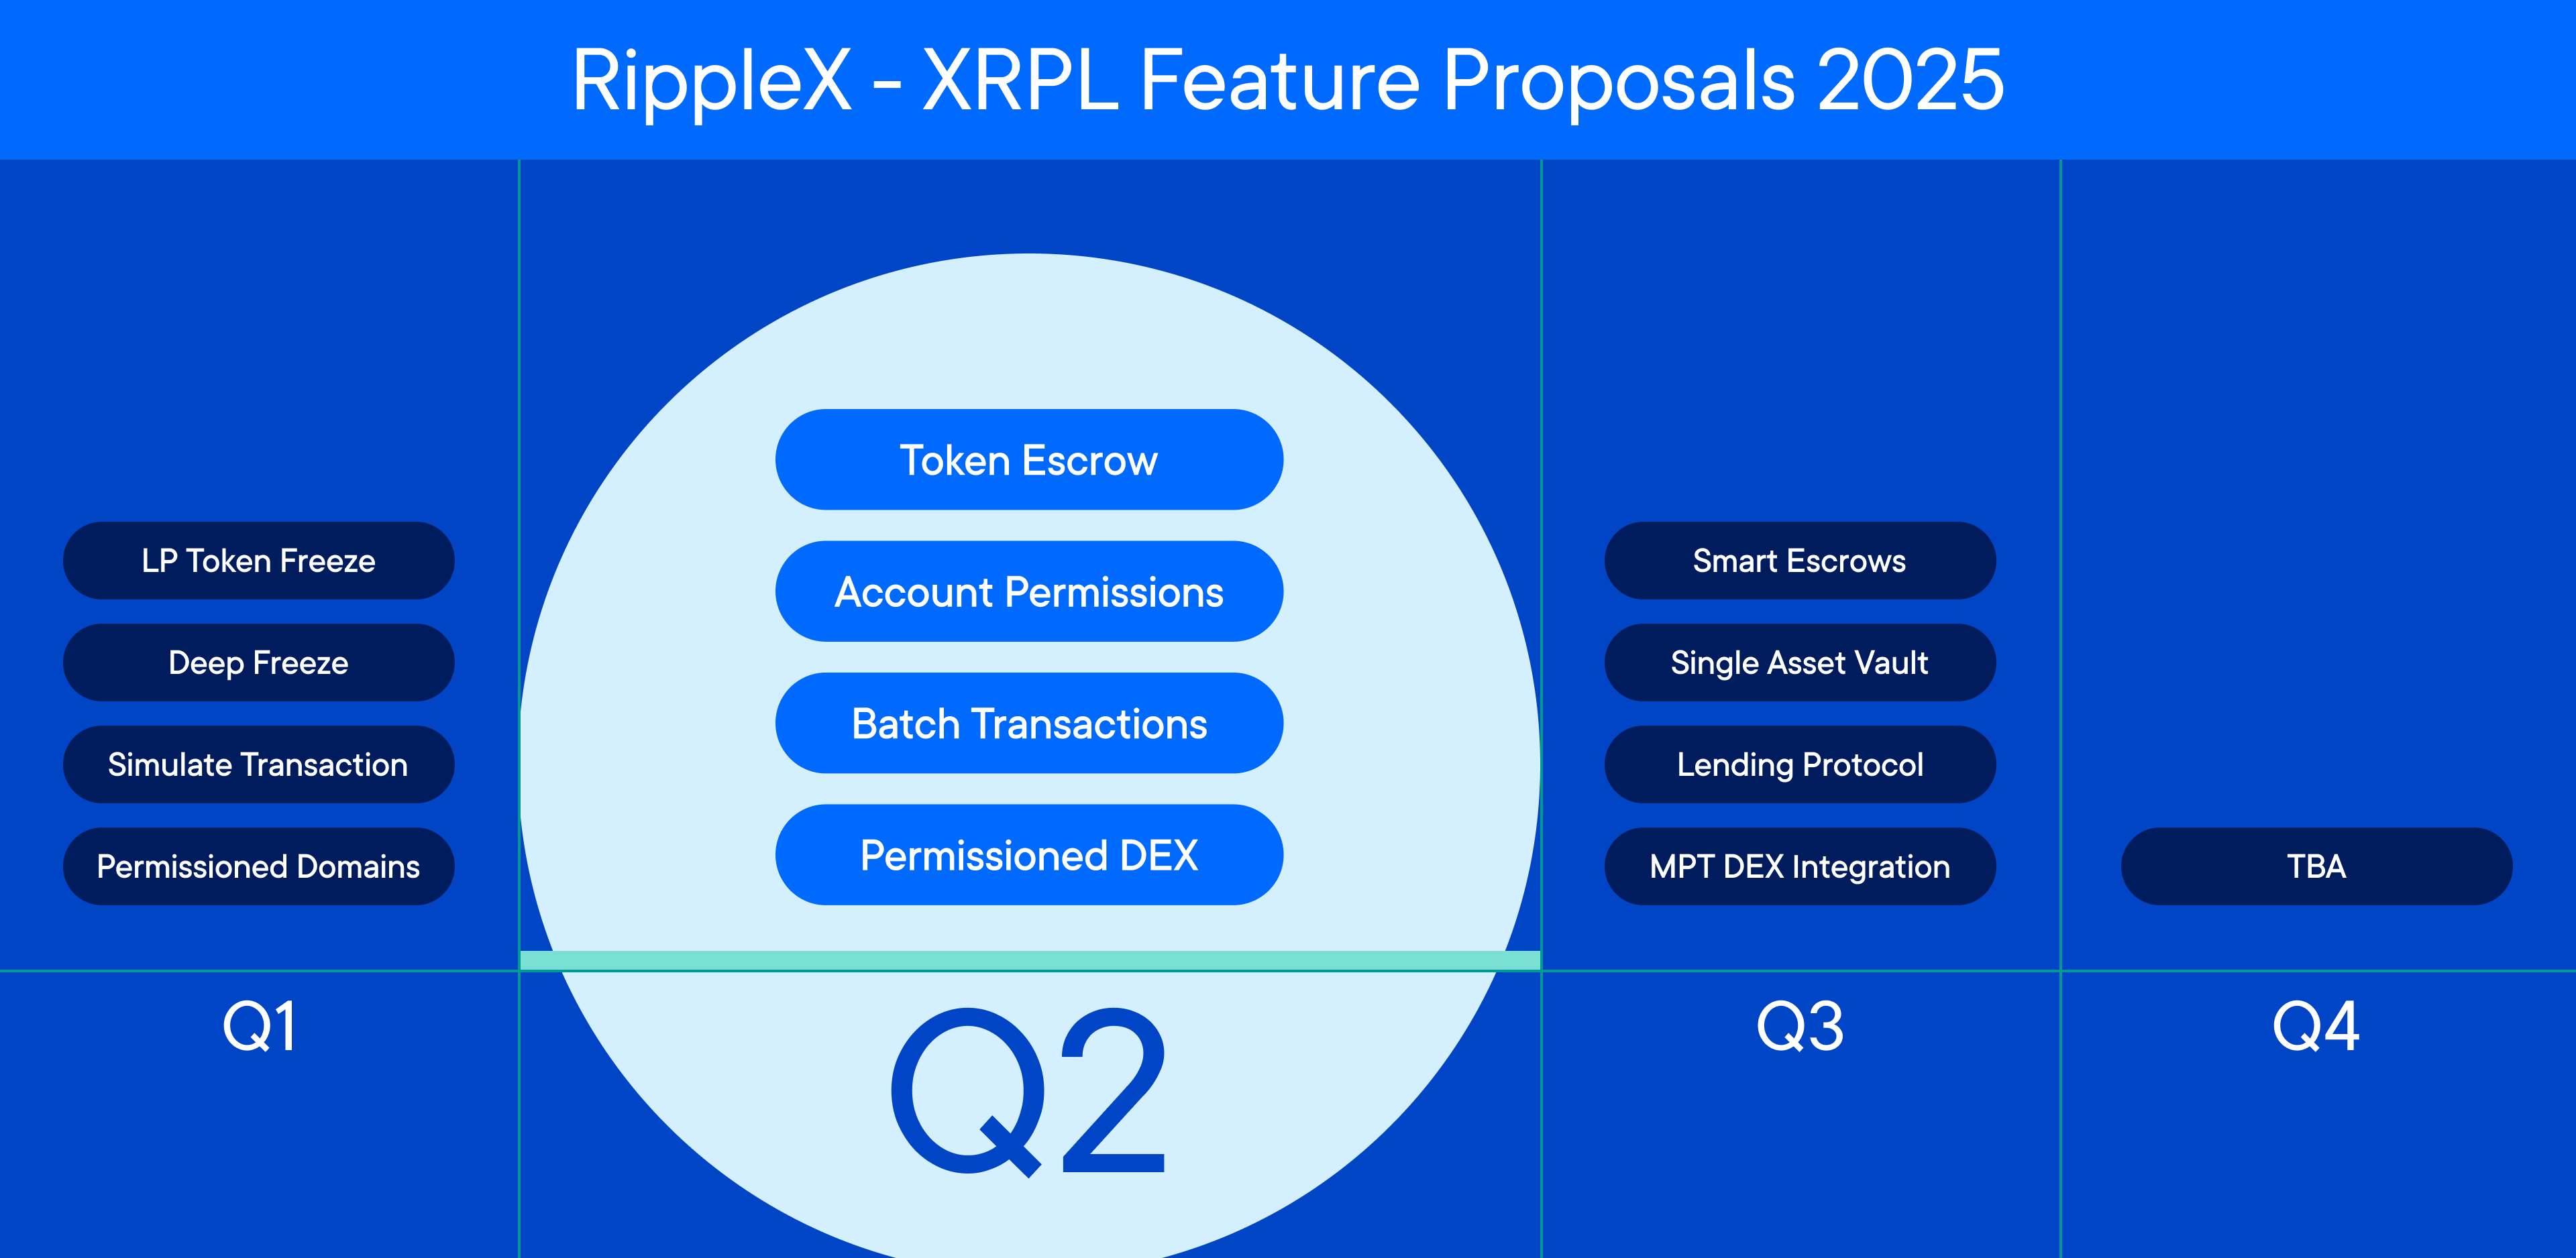 RippleX - XRPL Feature Proposals 2025
LP Token Freeze
Deep Freeze
Simulate Transaction
Permissioned Domains
Q1
Token Escrow
Account Permissions
Batch Transactions
Permissioned DEX
Q2
Smart Escrows
Single Asset Vault
Lending Protocol
MPT DEX Integration
Q3
TBA
Q4